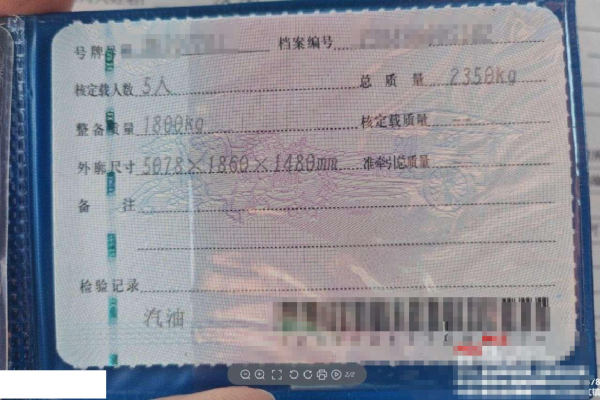 号牌号
档案编号
核定载人数 5人 总质量 2350kg
整备质量 1800kg 核定载质量 --
外廓尺寸 5078×1860×1480mm 准牵引总质量 --
备注
检验记录
汽油
2/2